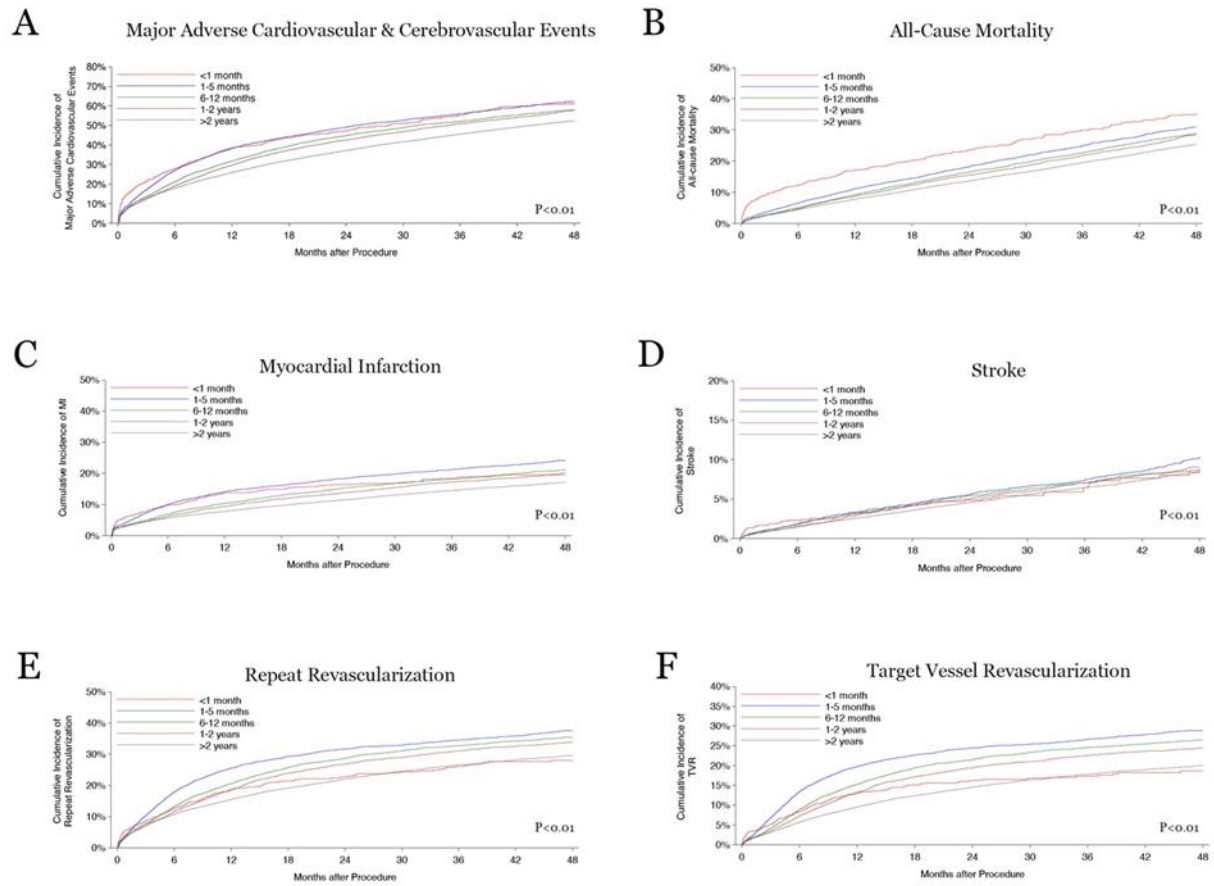 A
Major Adverse Cardiovascular & Cerebrovascular Events
Cumulative Incidence of
Major Adverse Cardiovascular Events
80%
70%
60%
50%
40%
30%
20%
10%
0%
<1 month
1-5 months
6-12 months
1-2 years
>2 years
P<0.01
0 6 12 18 24 30 36 42 48
Months after Procedure
B
All-Cause Mortality
Cumulative Incidence of
All-cause Mortality
50%
40%
30%
20%
10%
0%
<1 month
1-5 months
6-12 months
1-2 years
>2 years
P<0.01
0 6 12 18 24 30 36 42 48
Months after Procedure
C
Myocardial Infarction
Cumulative Incidence of MI
50%
40%
30%
20%
10%
0%
<1 month
1-5 months
6-12 months
1-2 years
>2 years
P<0.01
0 6 12 18 24 30 36 42 48
Months after Procedure
D
Stroke
Cumulative Incidence of
Stroke
20%
15%
10%
5%
0%
<1 month
1-5 months
6-12 months
1-2 years
>2 years
P<0.01
0 6 12 18 24 30 36 42 48
Months after Procedure
E
Repeat Revascularization
Cumulative Incidence of
Repeat Revascularization
50%
40%
30%
20%
10%
0%
<1 month
1-5 months
6-12 months
1-2 years
>2 years
P<0.01
0 6 12 18 24 30 36 42 48
Months after Procedure
F
Target Vessel Revascularization
Cumulative Incidence of
TVR
40%
35%
30%
25%
20%
15%
10%
5%
0%
<1 month
1-5 months
6-12 months
1-2 years
>2 years
P<0.01
0 6 12 18 24 30 36 42 48
Months after Procedure